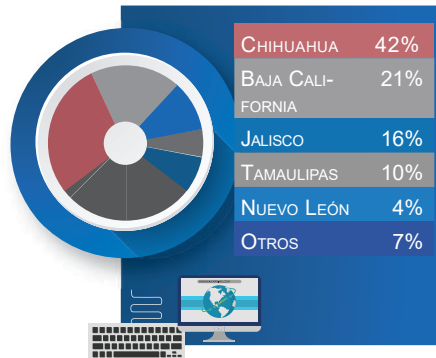 Chihuahua 42%
Baja Cali- 21%
fornia
Jalisco 16%
Tamaulipas 10%
Nuevo León 4%
Otros 7%